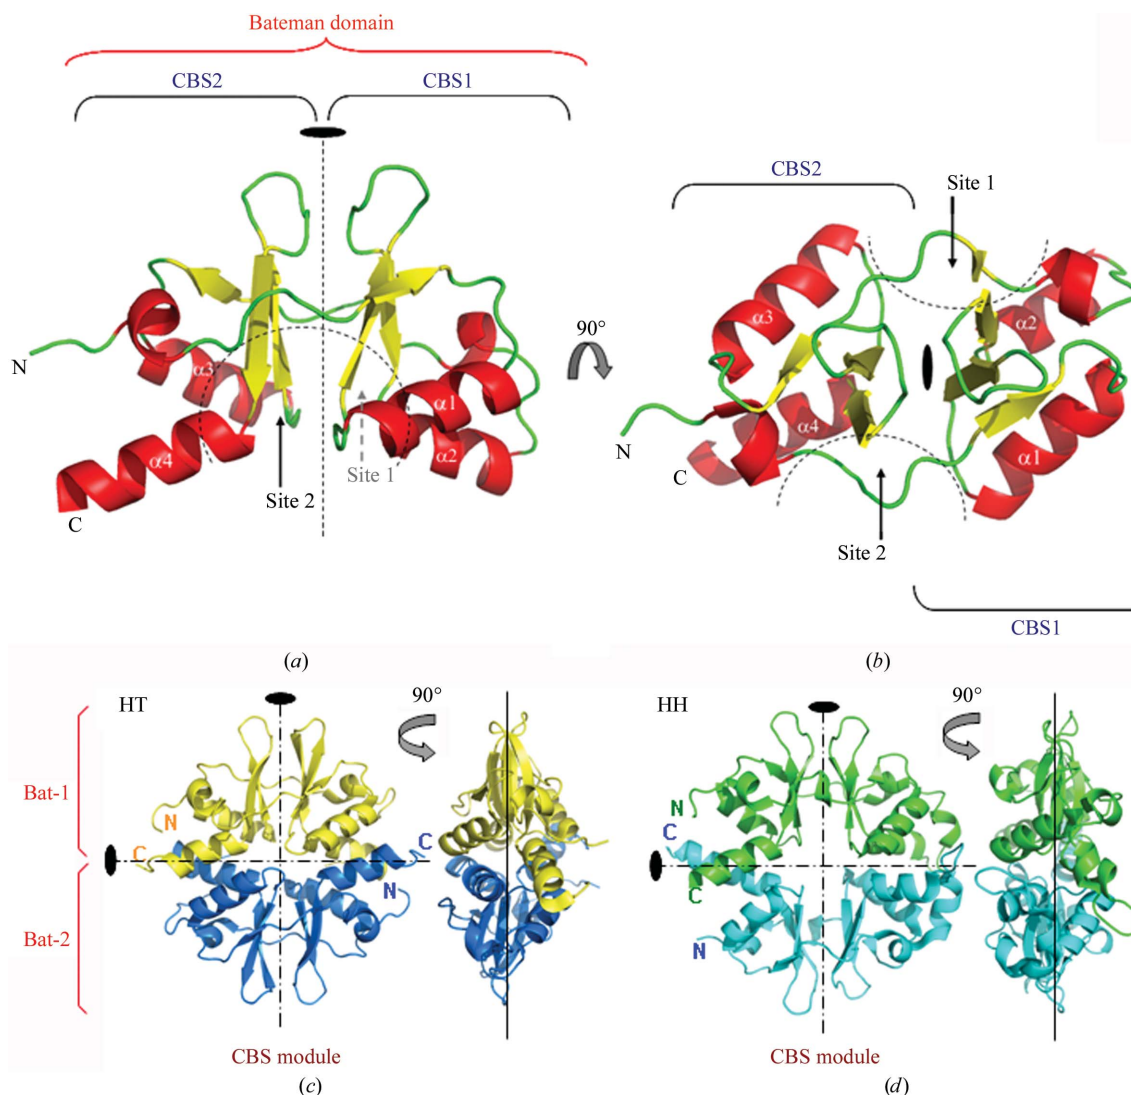 Bateman domain
CBS2
CBS1
N
α3
α4
C
α1
α2
Site 1
Site 2
90°
CBS2
Site 1
α3
α2
α4
α1
N
C
Site 2
CBS1
(a)
(b)
HT
90°
Bat-1
N
C
C
N
Bat-2
CBS module
(c)
HH
90°
N
C
C
N
CBS module
(d)